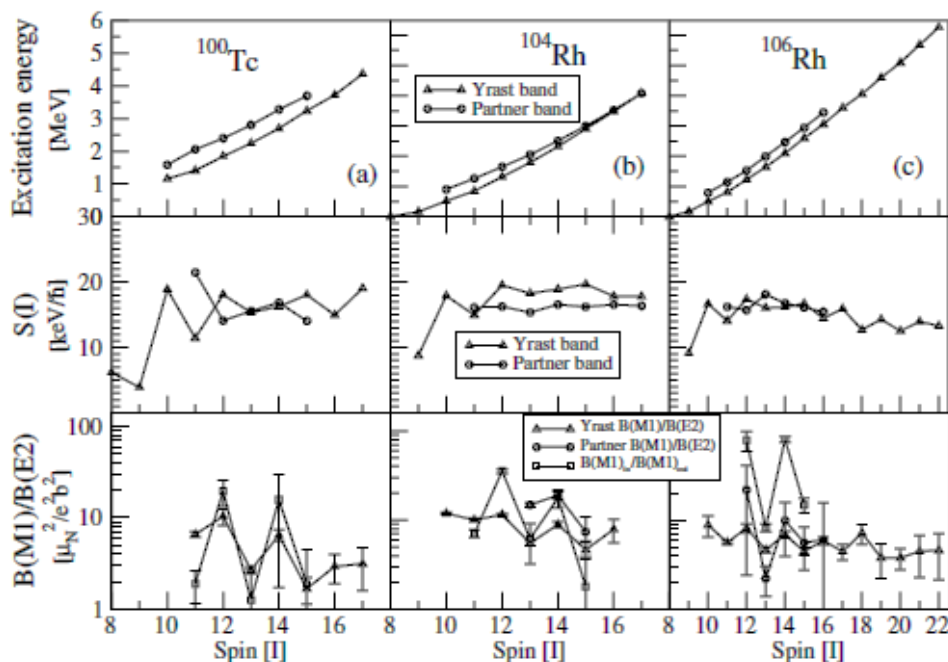 100Tc
104Rh
106Rh
Yrast band
Partner band
(a)
(b)
(c)
Excitation energy
[MeV]
6
5
4
3
2
1
30
S(I)
[keV/ħ]
20
10
Yrast band
Partner band
B(M1)/B(E2)
[μN2/e2b2]
100
10
1
Yrast B(M1)/B(E2)
Partner B(M1)/B(E2)
B(M1)in/B(M1)out
8 10 12 14 16 8 10 12 14 16 8 10 12 14 16 18 20 22
Spin [I] Spin [I] Spin [I]